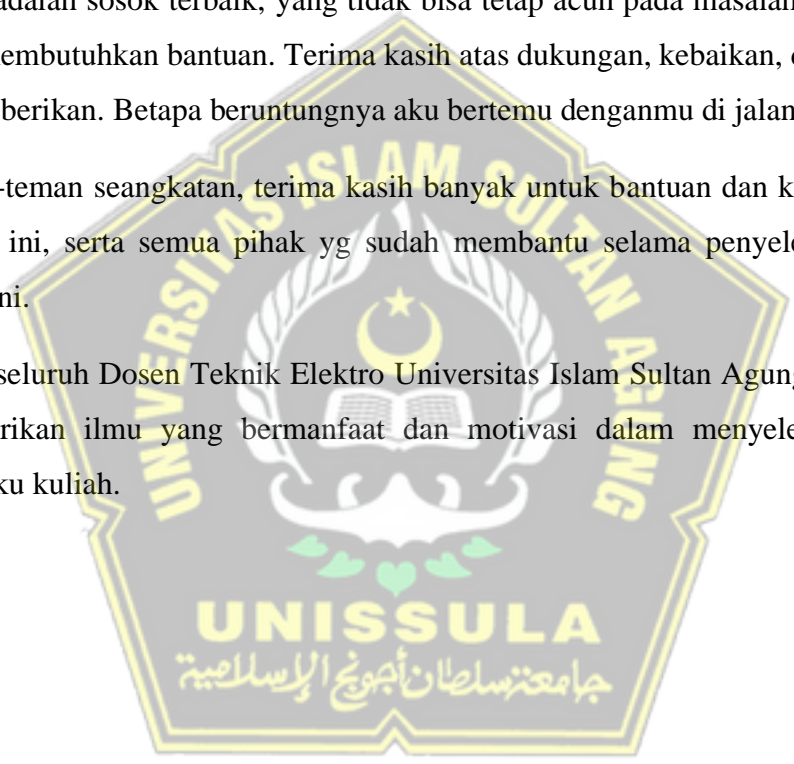 adalah sosok terbaik, yang tidak bisa tetap acuh pada masalah
membutuhkan bantuan. Terima kasih atas dukungan, kebaikan,
berikan. Betapa beruntungnya aku bertemu denganmu di jalan
-teman seangkatan, terima kasih banyak untuk bantuan dan
ini, serta semua pihak yg sudah membantu selama
ni.
seluruh Dosen Teknik Elektro Universitas Islam Sultan Agung
rikan ilmu yang bermanfaat dan motivasi dalam
ku kuliah.
UNIVERSITAS ISLAM SULTAN AGUNG
UNISSULA
جامعة سلطان أجونج الإسلامية